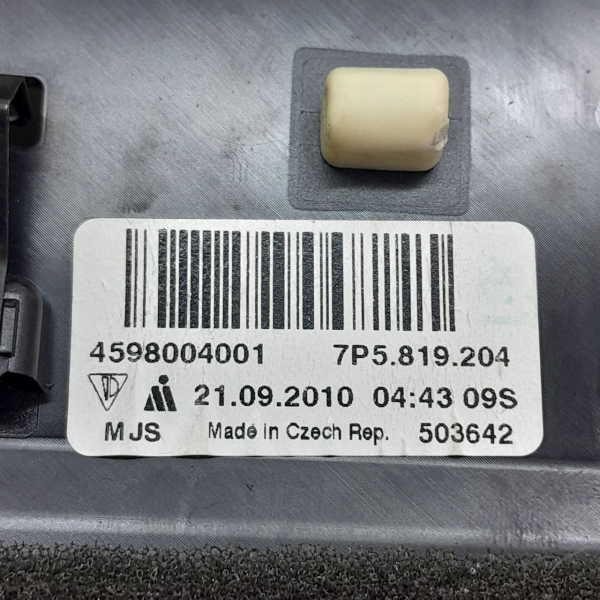 4598004001 7P5.819.204
21.09.2010 04:43 09S
MJS Made in Czech Rep. 503642